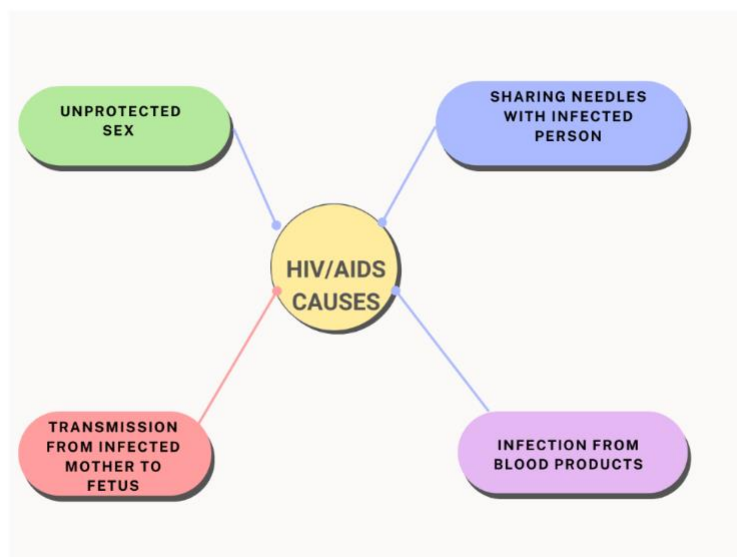 UNPROTECTED
SEX
SHARING NEEDLES
WITH INFECTED
PERSON
HIV/AIDS
CAUSES
TRANSMISSION
FROM INFECTED
MOTHER TO
FETUS
INFECTION FROM
BLOOD PRODUCTS